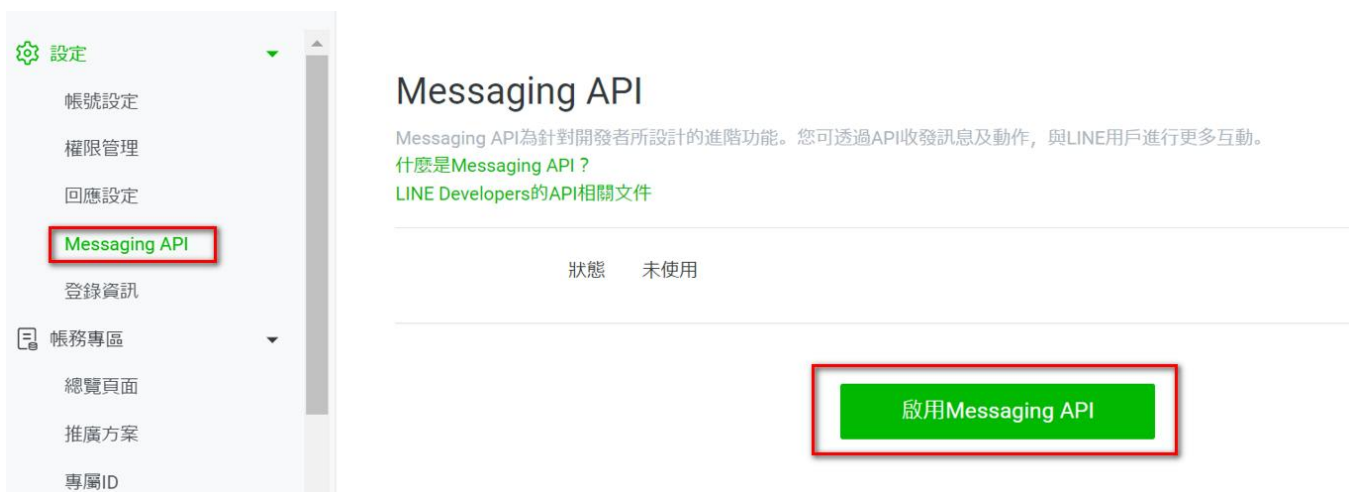 設定
帳號設定
權限管理
回應設定
Messaging API
登錄資訊
帳務專區
總覽頁面
推廣方案
專屬ID
Messaging API
Messaging API為針對開發者所設計的進階功能。您可透過API收發訊息及動作，與LINE用戶進行更多互動。
什麼是Messaging API？
LINE Developers的API相關文件
狀態 未使用
啟用Messaging API